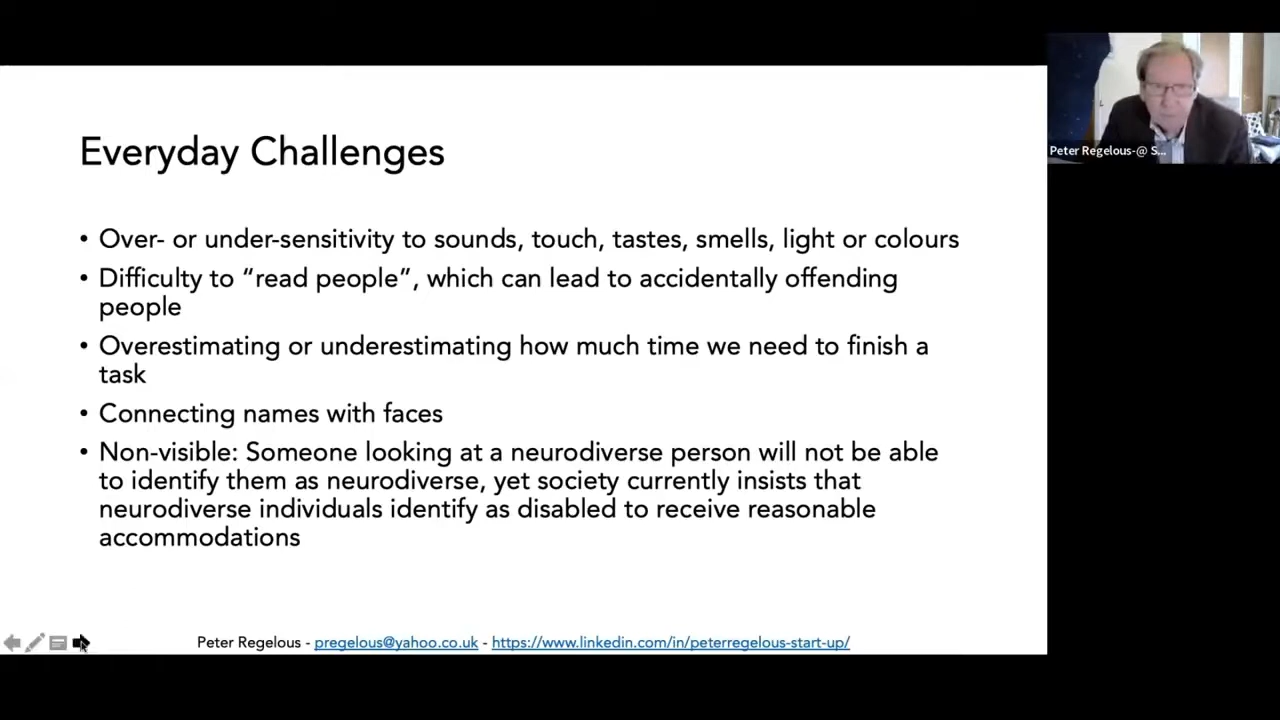 Everyday Challenges
• Over- or under-sensitivity to sounds, touch, tastes, smells, light or colours
• Difficulty to “read people”, which can lead to accidentally offending
people
• Overestimating or underestimating how much time we need to finish a
task
• Connecting names with faces
• Non-visible: Someone looking at a neurodiverse person will not be able
to identify them as neurodiverse, yet society currently insists that
neurodiverse individuals identify as disabled to receive reasonable
accommodations
Peter Regelous - pregelous@yahoo.co.uk - https://www.linkedin.com/in/peterregelous-start-up/
Peter Regelous-@ S...